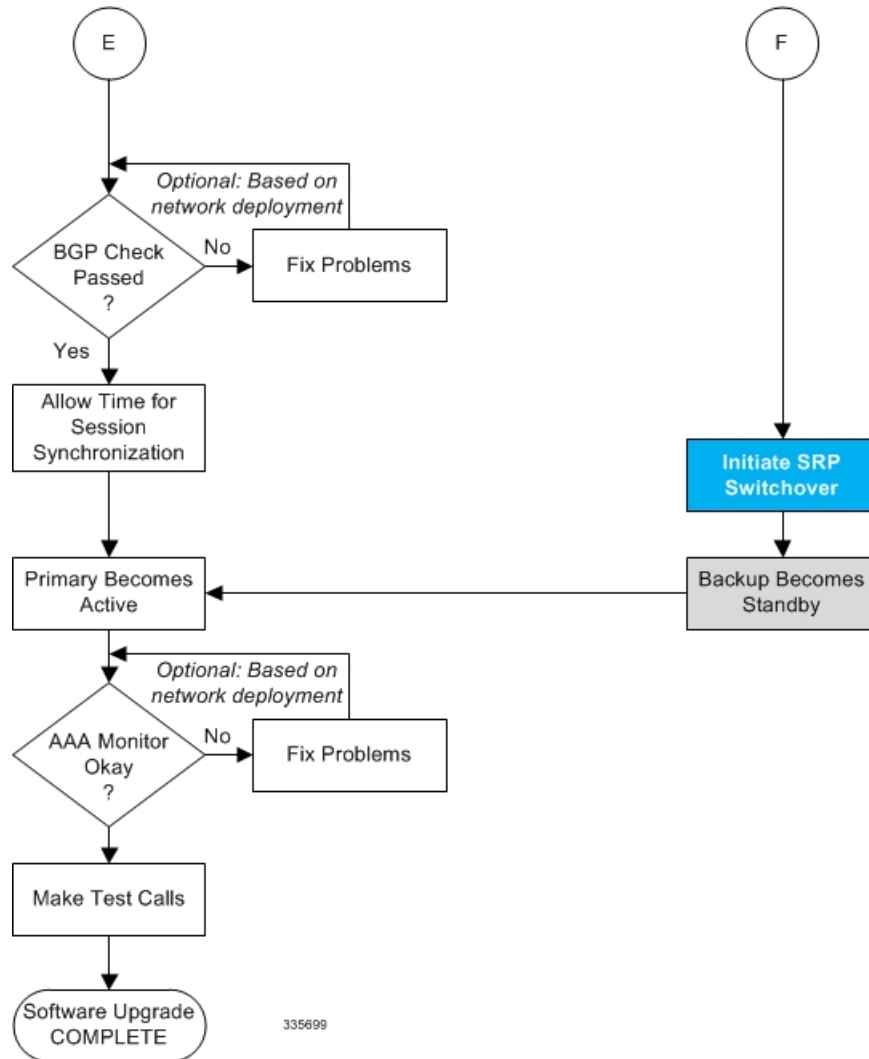 E
F
Optional: Based on
network deployment
BGP Check
Passed
?
No
Fix Problems
Yes
Allow Time for
Session
Synchronization
Initiate SRP
Switchover
Primary Becomes
Active
Backup Becomes
Standby
Optional: Based on
network deployment
AAA Monitor
Okay
?
No
Fix Problems
Make Test Calls
Software Upgrade
COMPLETE
335699